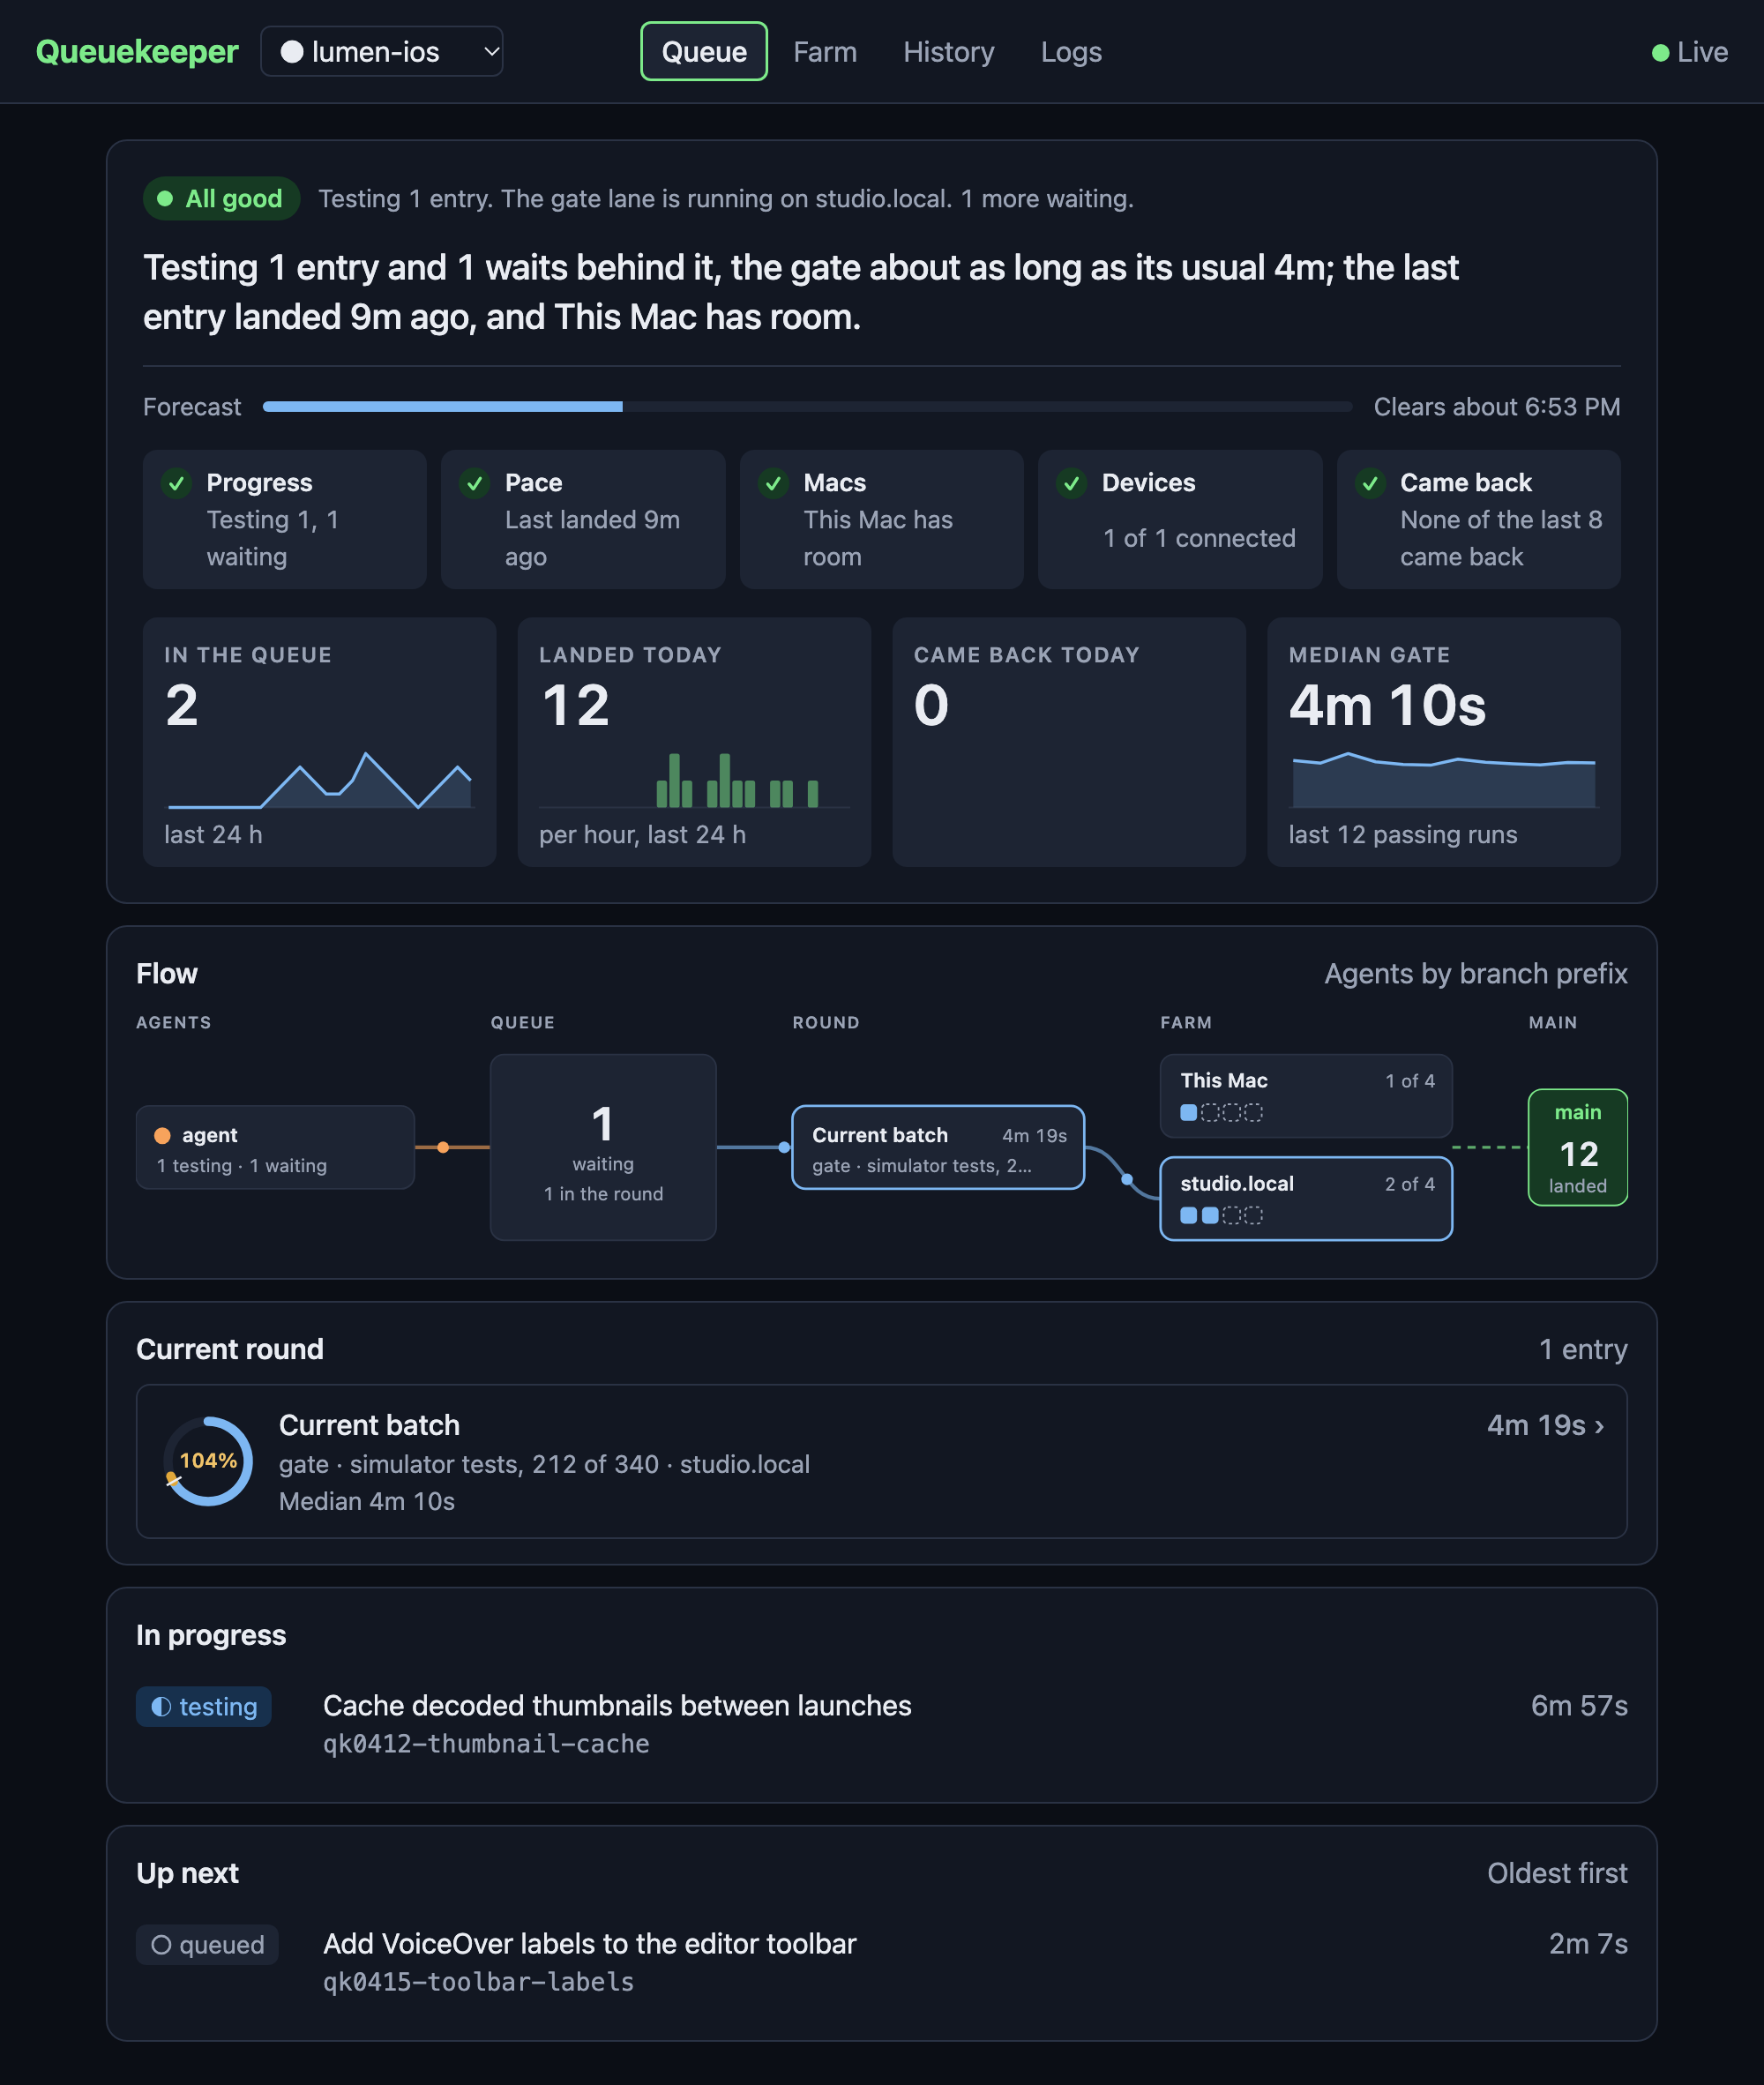 Queuekeeper
lumen-ios
Queue
Farm
History
Logs
Live
All good
Testing 1 entry. The gate lane is running on studio.local. 1 more waiting.
Testing 1 entry and 1 waits behind it, the gate about as long as its usual 4m; the last
entry landed 9m ago, and This Mac has room.
Forecast
Clears about 6:53 PM
Progress
Testing 1, 1
waiting
Pace
Last landed 9m
ago
Macs
This Mac has
room
Devices
1 of 1 connected
Came back
None of the last 8
came back
IN THE QUEUE
2
last 24 h
LANDED TODAY
12
per hour, last 24 h
CAME BACK TODAY
0
MEDIAN GATE
4m 10s
last 12 passing runs
Flow
Agents by branch prefix
AGENTS
QUEUE
ROUND
FARM
MAIN
agent
1 testing · 1 waiting
1
waiting
1 in the round
Current batch
4m 19s
gate · simulator tests, 2...
This Mac
1 of 4
studio.local
2 of 4
main
12
landed
Current round
1 entry
104%
Current batch
4m 19s ›
gate · simulator tests, 212 of 340 · studio.local
Median 4m 10s
In progress
testing
Cache decoded thumbnails between launches
6m 57s
qk0412-thumbnail-cache
Up next
Oldest first
queued
Add VoiceOver labels to the editor toolbar
2m 7s
qk0415-toolbar-labels